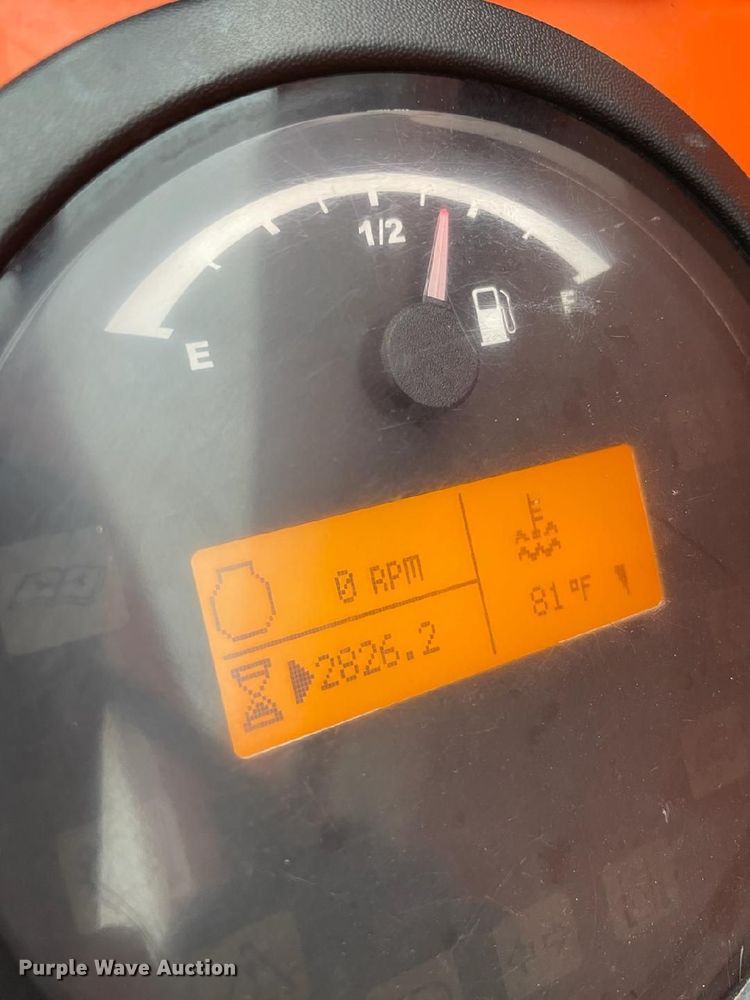 1/2
E
F
0 RPM
81°F
2826.2
Purple Wave Auction